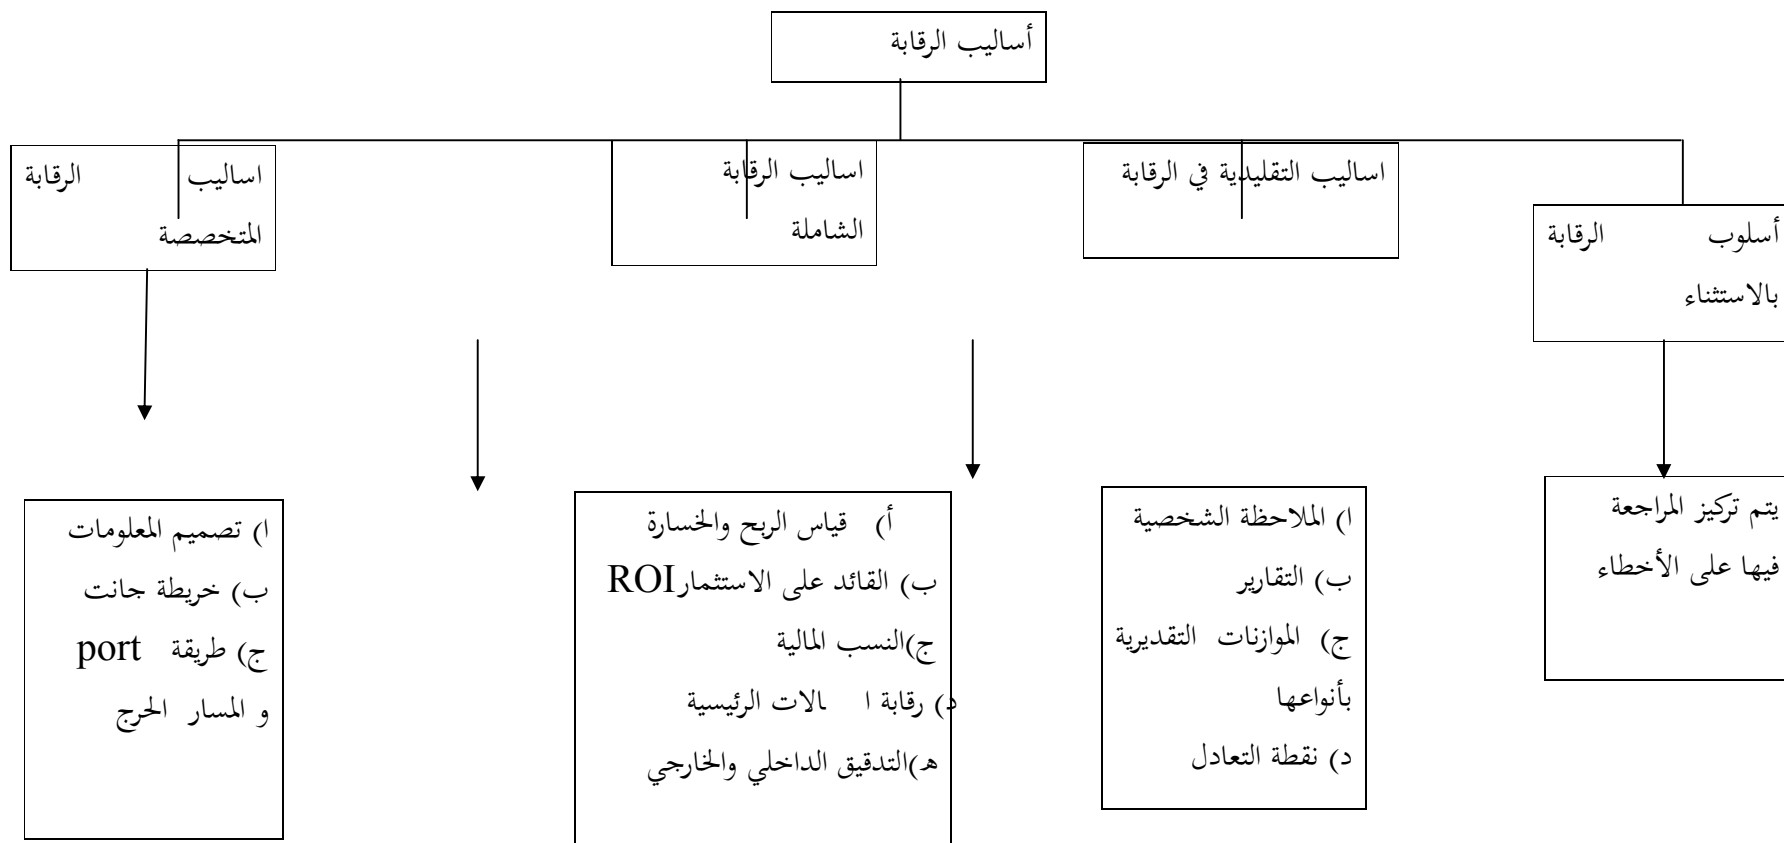 أساليب الرقابة
أسلوب الرقابة
بالاستثناء
اساليب التقليدية في الرقابة
اساليب الرقابة
الشاملة
اساليب الرقابة
المتخصصة
يتم تركيز المراجعة
فيها على الأخطاء
ا) الملاحظة الشخصية
ب) التقارير
ج) الموازنات التقديرية
بأنواعها
د) نقطة التعادل
أ) قياس الربح والخسارة
ب) القائد على الاستثمار ROI
ج)النسب المالية
د) رقابة ا الات الرئيسية
هـ)التدقيق الداخلي والخارجي
ا) تصميم المعلومات
ب) خريطة جانت
ج) طريقة port
و المسار الحرج